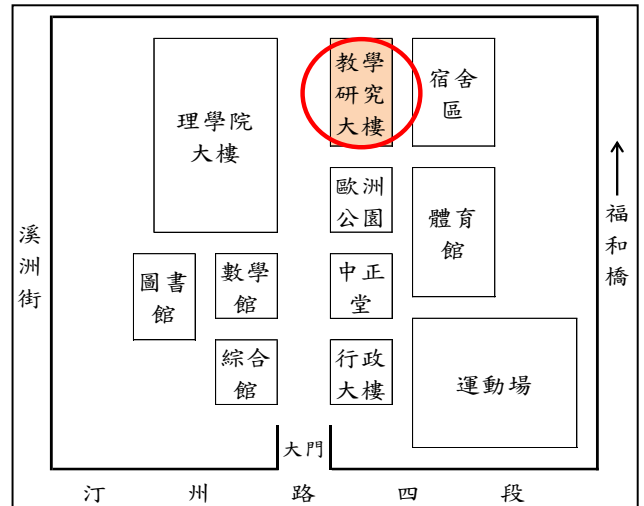 教學
研究
大樓
宿舍
區
理學院
大樓
歐洲
公園
體育
館
福和橋
溪洲街
圖書
館
數學
館
中正
堂
綜合
館
行政
大樓
運動場
大門
汀州路四段